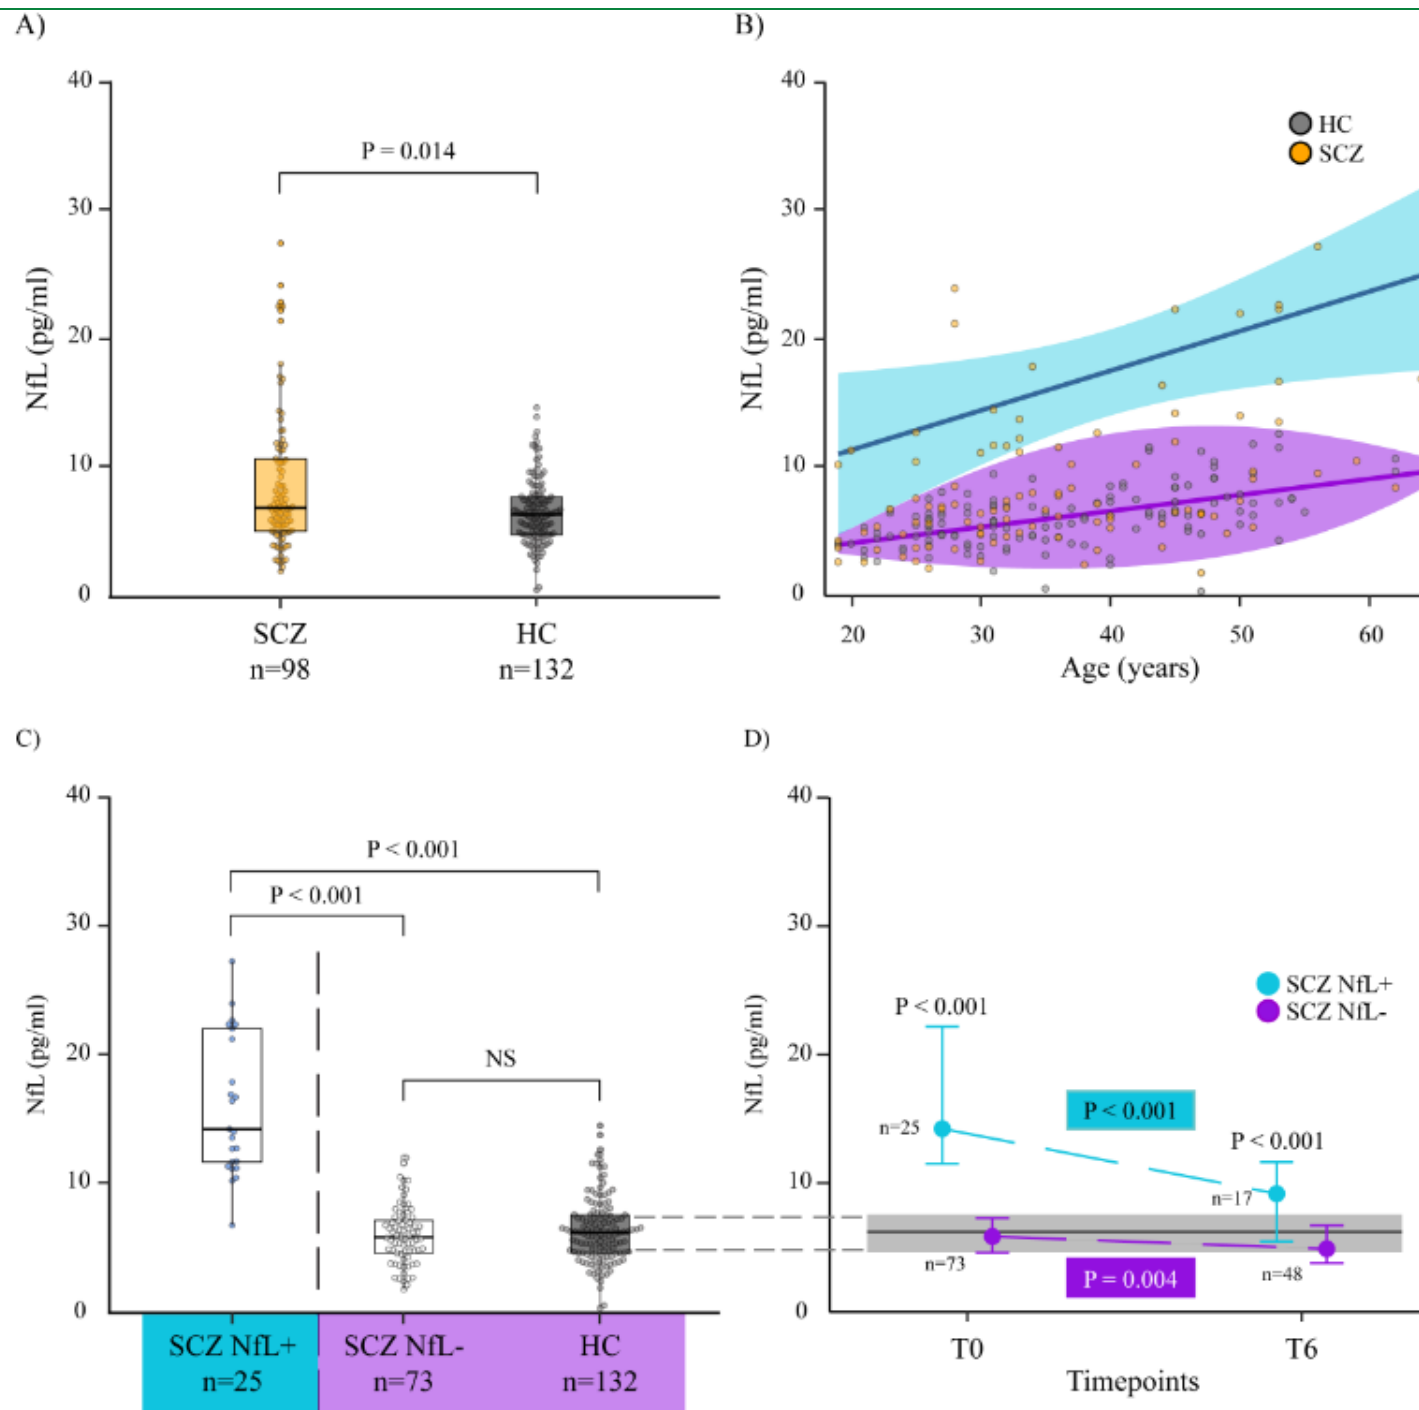 A)
40
30
20
10
0
NfL (pg/ml)
P = 0.014
SCZ
n=98
HC
n=132
B)
40
30
20
10
0
NfL (pg/ml)
HC
SCZ
20
30
40
50
60
Age (years)
C)
40
30
20
10
0
NfL (pg/ml)
P < 0.001
P < 0.001
NS
SCZ NfL+
n=25
SCZ NfL-
n=73
HC
n=132
D)
40
30
20
10
0
NfL (pg/ml)
SCZ NfL+
SCZ NfL-
P < 0.001
P < 0.001
n=25
P < 0.001
n=17
n=73
P = 0.004
n=48
T0
T6
Timepoints